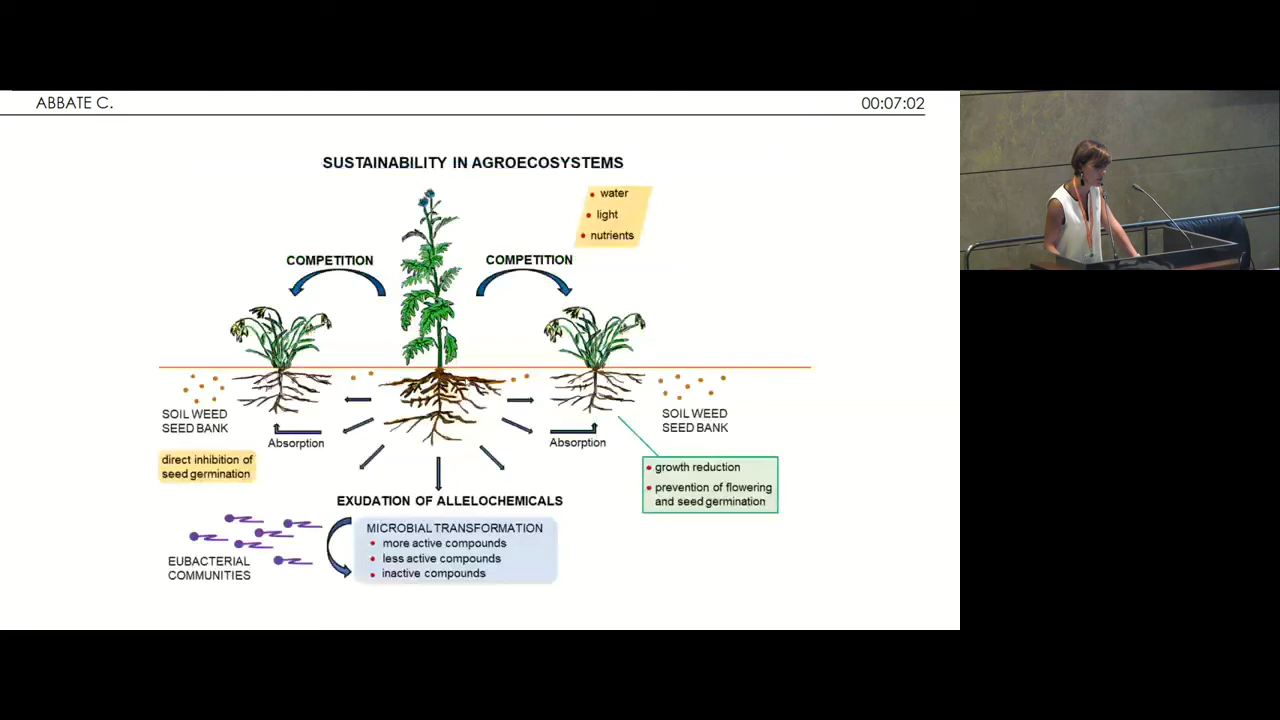 ABBATE C.
00:07:02
SUSTAINABILITY IN AGROECOSYSTEMS
water
light
nutrients
COMPETITION
COMPETITION
SOIL WEED
SEED BANK
SOIL WEED
SEED BANK
Absorption
Absorption
direct inhibition of
seed germination
growth reduction
prevention of flowering
and seed germination
EXUDATION OF ALLELOCHEMICALS
MICROBIAL TRANSFORMATION
more active compounds
less active compounds
inactive compounds
EUBACTERIAL
COMMUNITIES